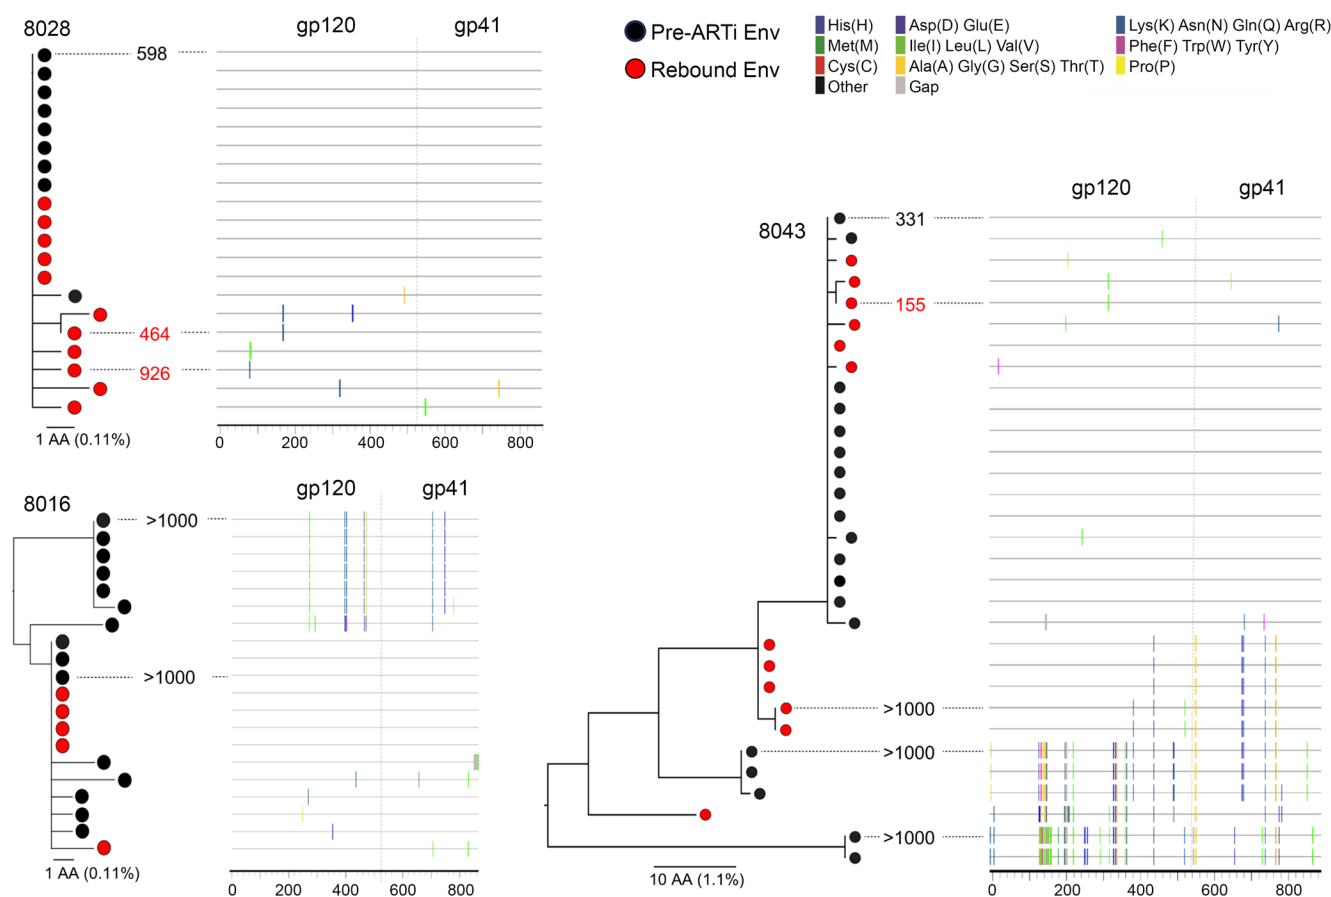 8028
598
gp120
gp41
464
926
1 AA (0.11%)
0 200 400 600 800
Pre-ARTi Env
Rebound Env
His(H) Asp(D) Glu(E) Lys(K) Asn(N) Gln(Q) Arg(R)
Met(M) Ile(I) Leu(L) Val(V) Phe(F) Trp(W) Tyr(Y)
Cys(C) Ala(A) Gly(G) Ser(S) Thr(T) Pro(P)
Other Gap
8016
gp120
gp41
>1000
>1000
1 AA (0.11%)
0 200 400 600 800
8043
gp120
gp41
331
155
>1000
>1000
>1000
10 AA (1.1%)
0 200 400 600 800